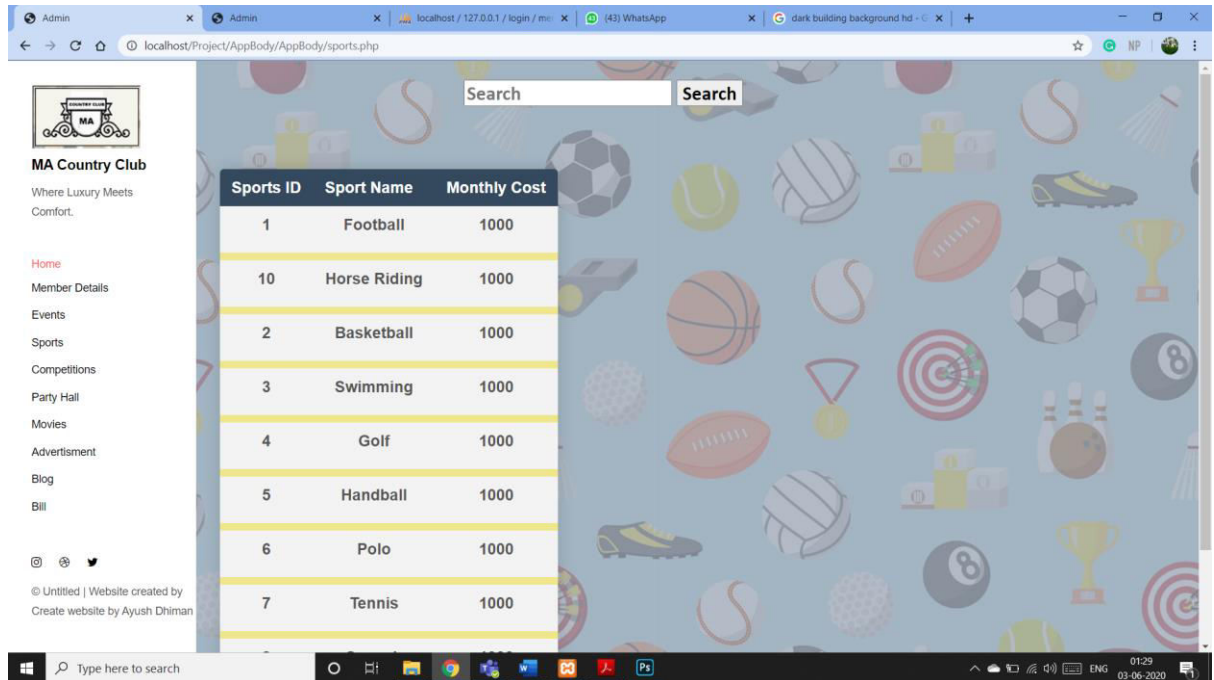 Admin
Admin
localhost / 127.0.0.1 / login / me
(43) WhatsApp
dark building background hd - G
localhost/Project/AppBody/AppBody/sports.php
NP
COUNTRY CLUB
MA
MA Country Club
Where Luxury Meets
Comfort.
Home
Member Details
Events
Sports
Competitions
Party Hall
Movies
Advertisment
Blog
Bill
© Untitled | Website created by
Create website by Ayush Dhiman
Search Search
Sports ID Sport Name Monthly Cost
1 Football 1000
10 Horse Riding 1000
2 Basketball 1000
3 Swimming 1000
4 Golf 1000
5 Handball 1000
6 Polo 1000
7 Tennis 1000
Type here to search
Ps
ENG
01:29
03-06-2020